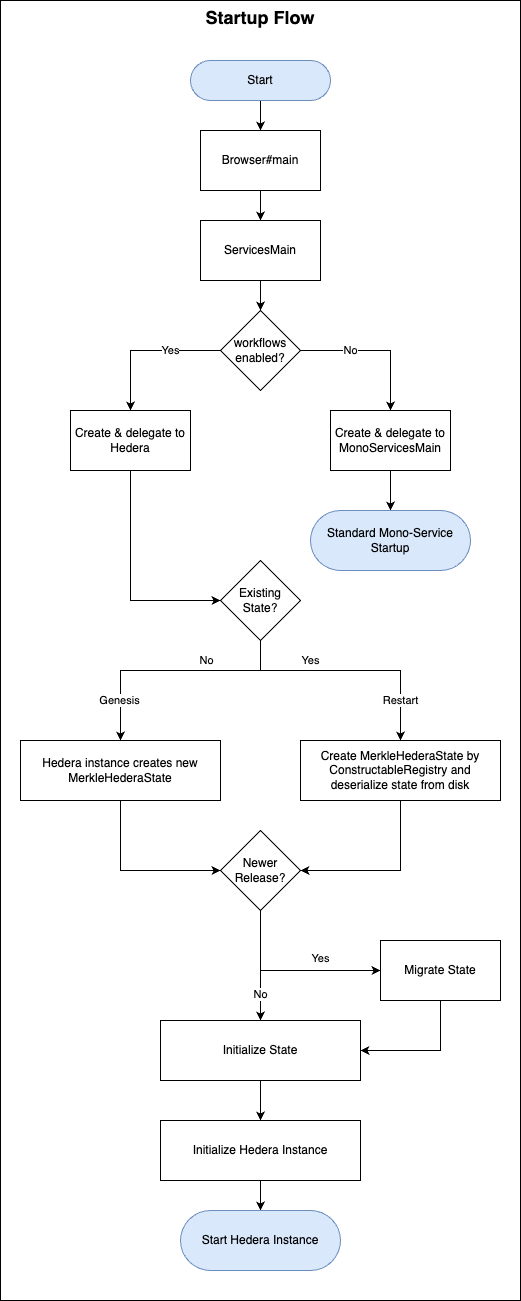 Startup Flow
Start
Browser#main
ServicesMain
workflows
enabled?
Yes
No
Create & delegate to
Hedera
Create & delegate to
MonoServicesMain
Standard Mono-Service
Startup
Existing
State?
No
Yes
Genesis
Restart
Hedera instance creates new
MerkleHederaState
Create MerkleHederaState by
ConstructableRegistry and
deserialize state from disk
Newer
Release?
Yes
Migrate State
No
Initialize State
Initialize Hedera Instance
Start Hedera Instance